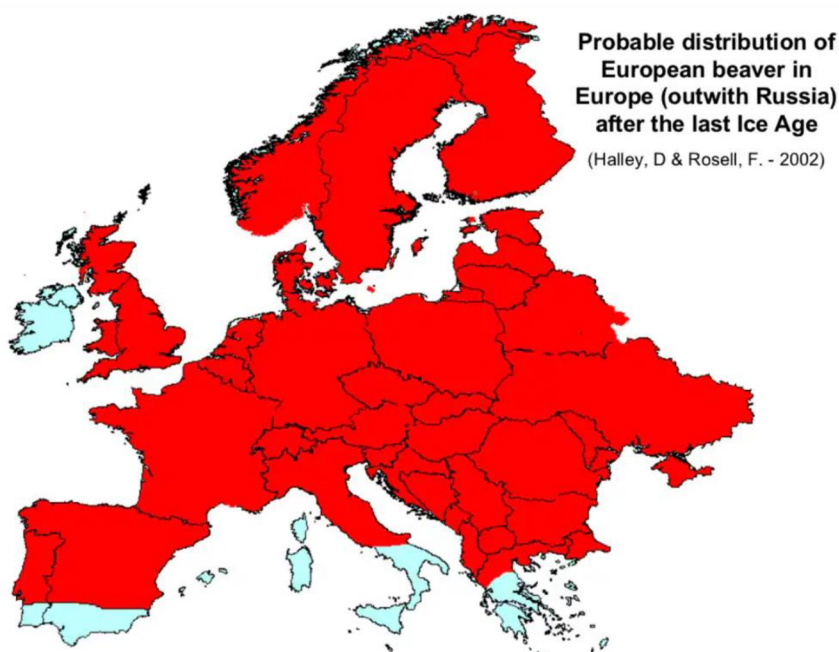 Probable distribution of
European beaver in
Europe (outwith Russia)
after the last Ice Age
(Halley, D & Rosell, F. - 2002)